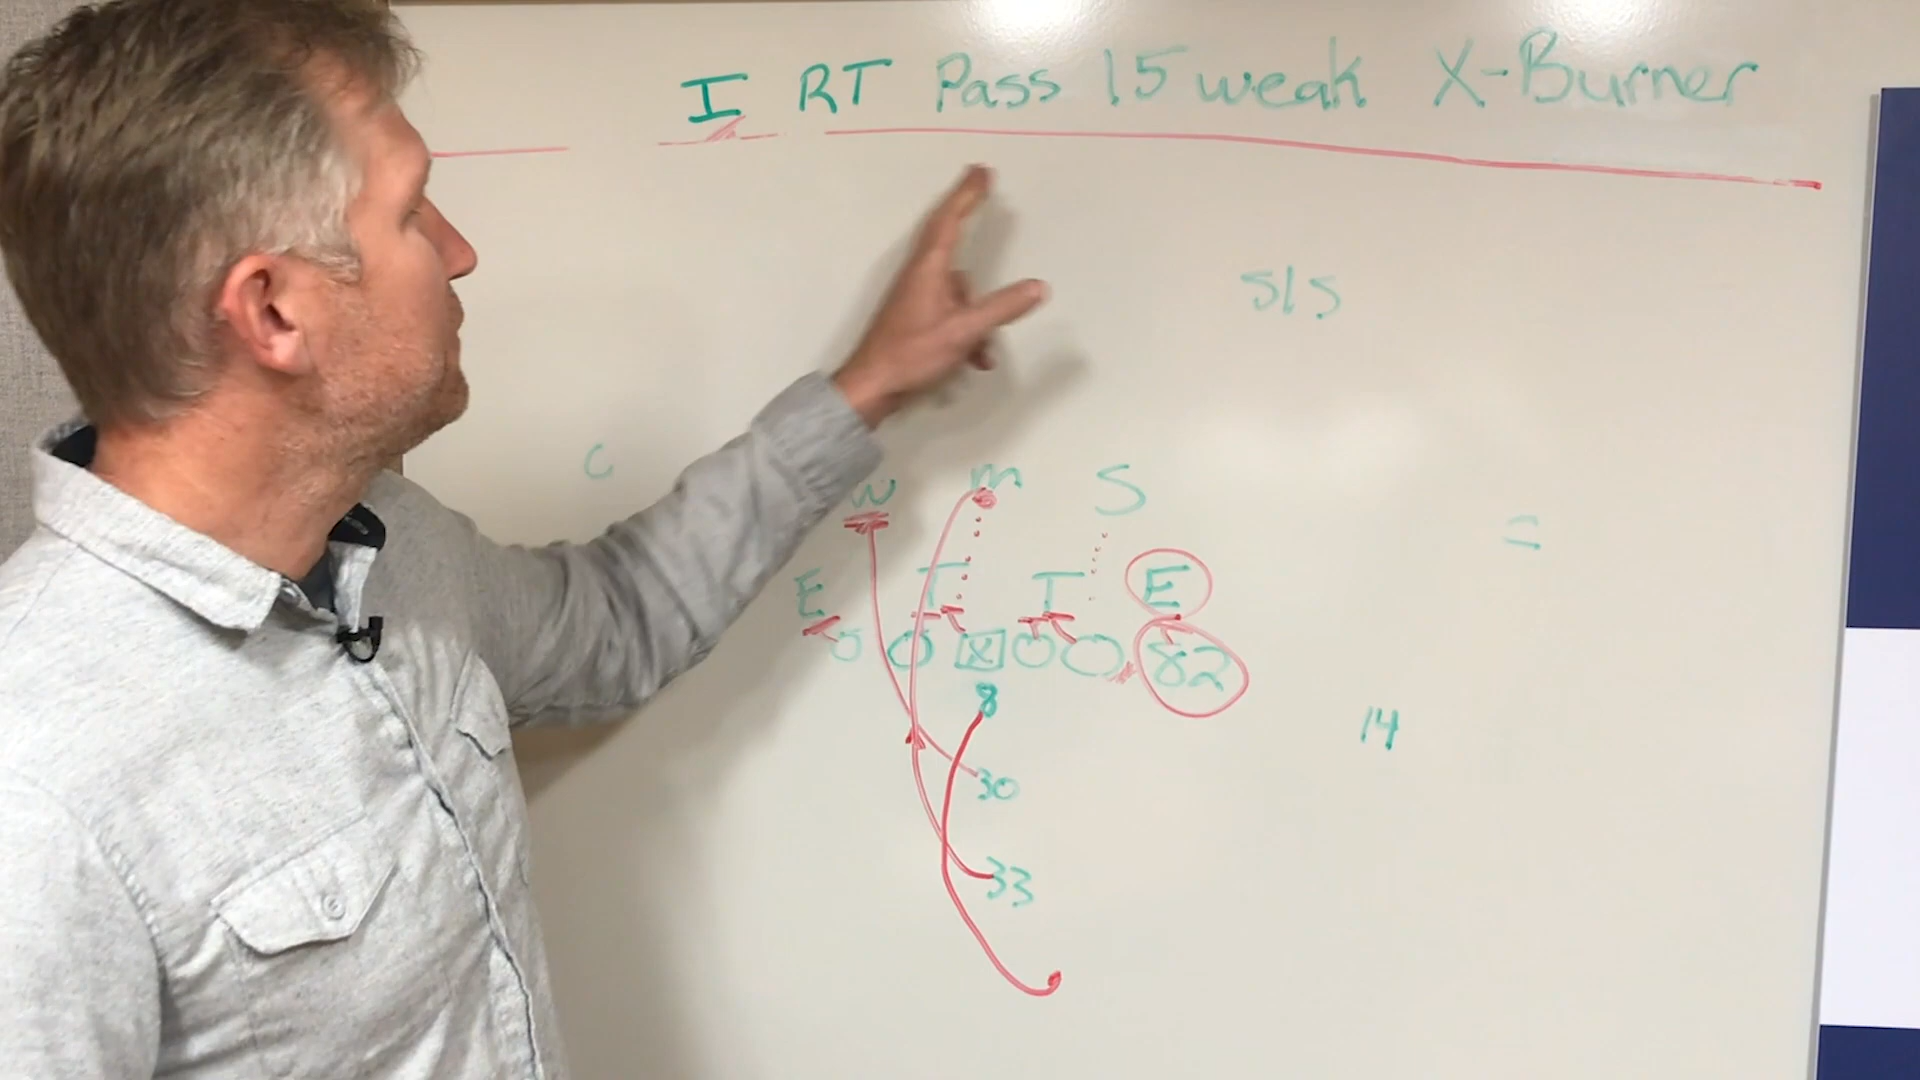 I RT Pass 15 weak X-Burner
S/S
C
W m S
E T T E
O O X O O 82
8
14
30
33